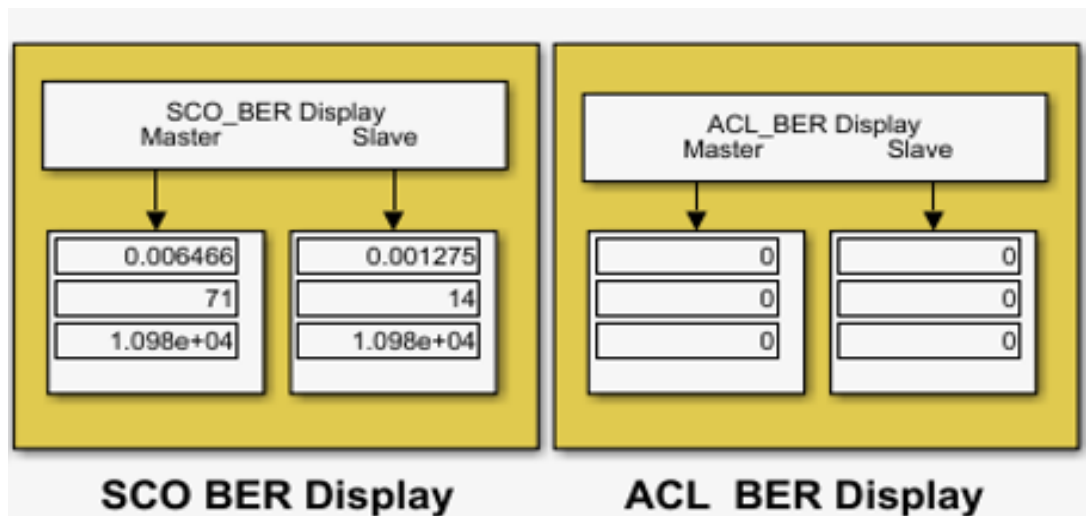 SCO_BER Display
Master Slave
0.006466 0.001275
71 14
1.098e+04 1.098e+04
SCO BER Display
ACL_BER Display
Master Slave
0 0
0 0
0 0
ACL BER Display